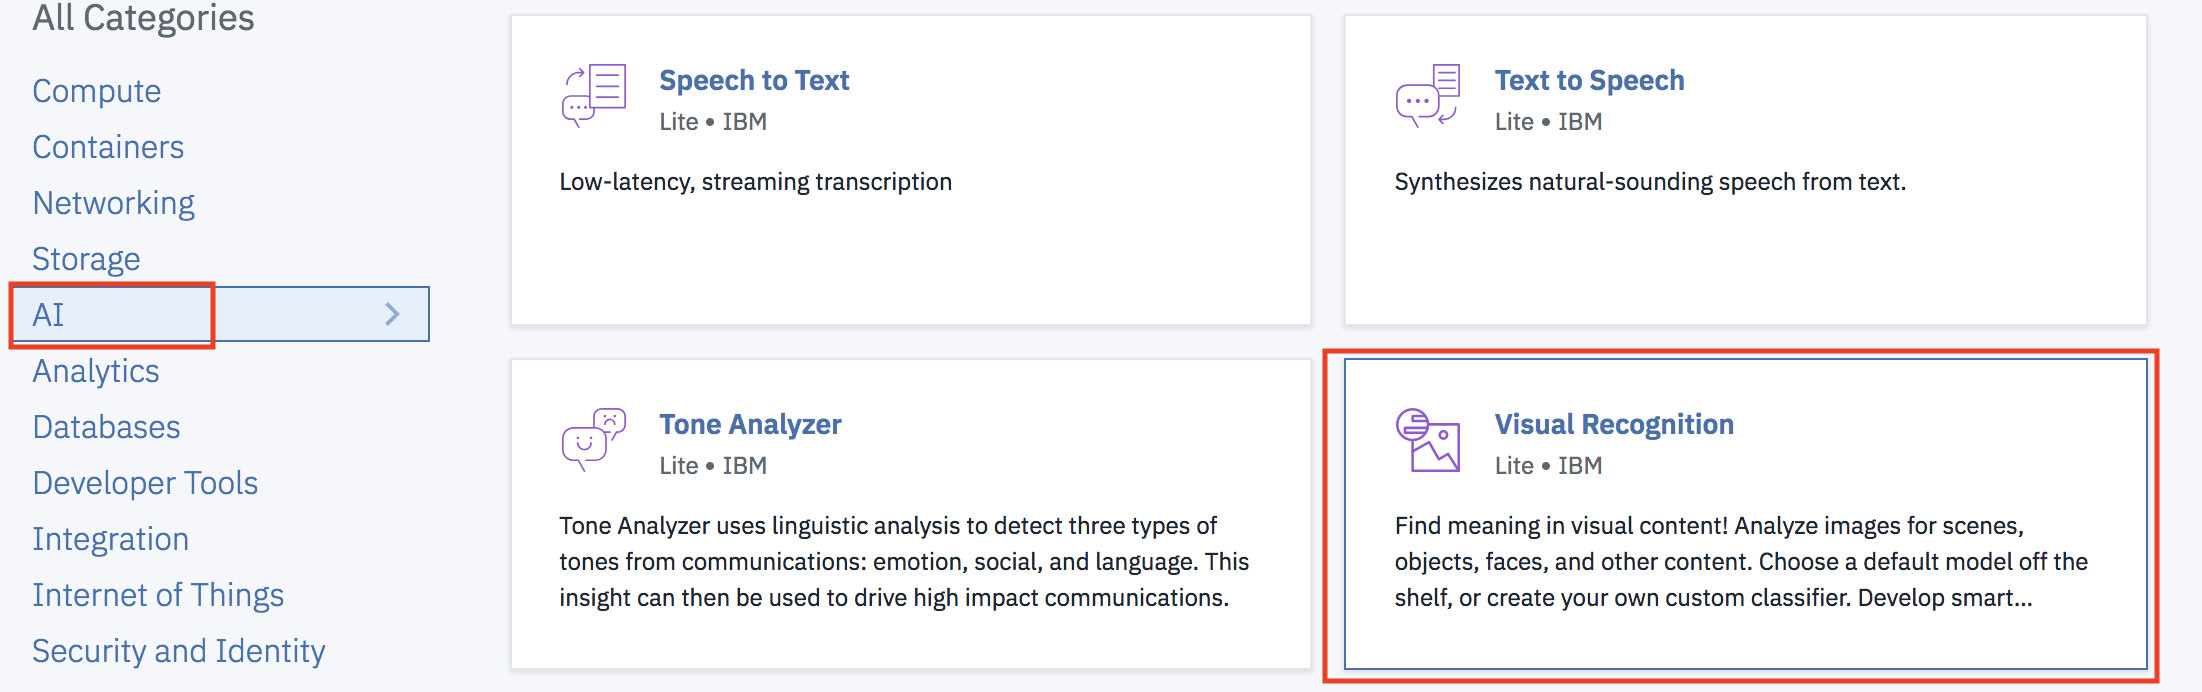 All Categories
Compute
Containers
Networking
Storage
AI
Analytics
Databases
Developer Tools
Integration
Internet of Things
Security and Identity
Speech to Text
Lite • IBM
Low-latency, streaming transcription
Text to Speech
Lite • IBM
Synthesizes natural-sounding speech from text.
Tone Analyzer
Lite • IBM
Tone Analyzer uses linguistic analysis to detect three types of
tones from communications: emotion, social, and language. This
insight can then be used to drive high impact communications.
Visual Recognition
Lite • IBM
Find meaning in visual content! Analyze images for scenes,
objects, faces, and other content. Choose a default model off the
shelf, or create your own custom classifier. Develop smart...